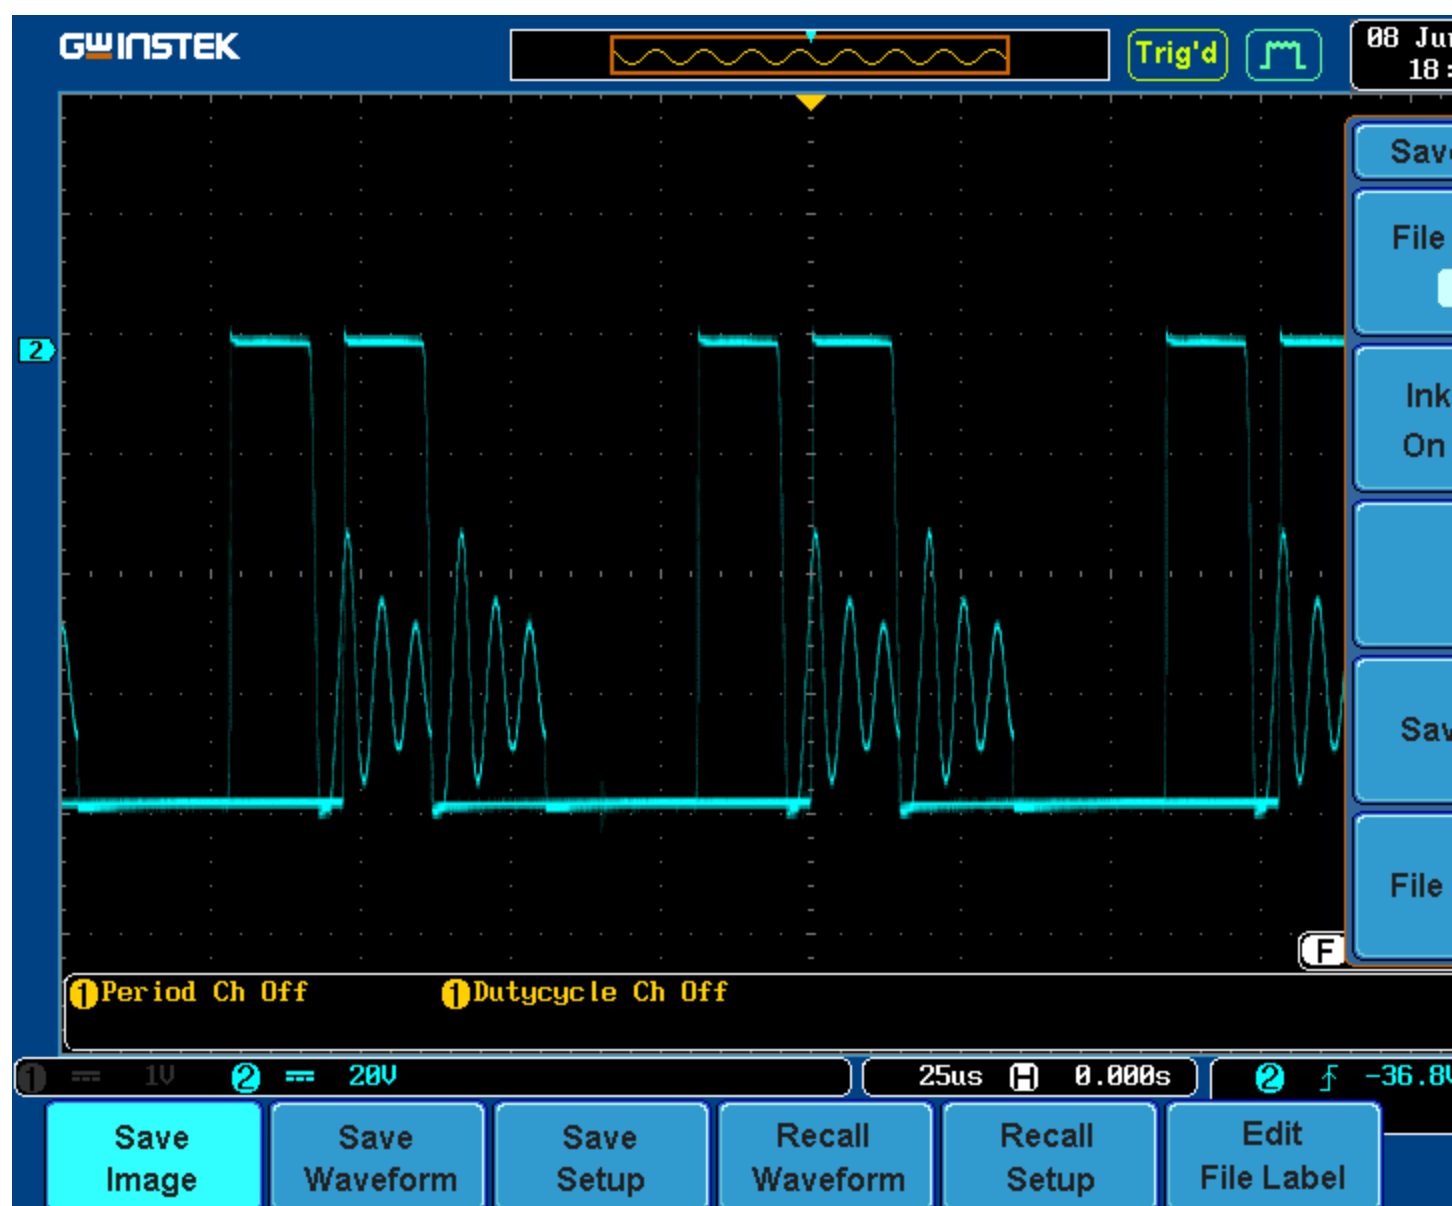 GWINSTEK
Trig'd
08 Jun
18:
Save
File
2
Ink
On
Sav
File
F
1 Period Ch Off 1 Dutycycle Ch Off
1 1V 2 20V 25us H 0.000s 2 -36.8V
Save Image
Save Waveform
Save Setup
Recall Waveform
Recall Setup
Edit File Label